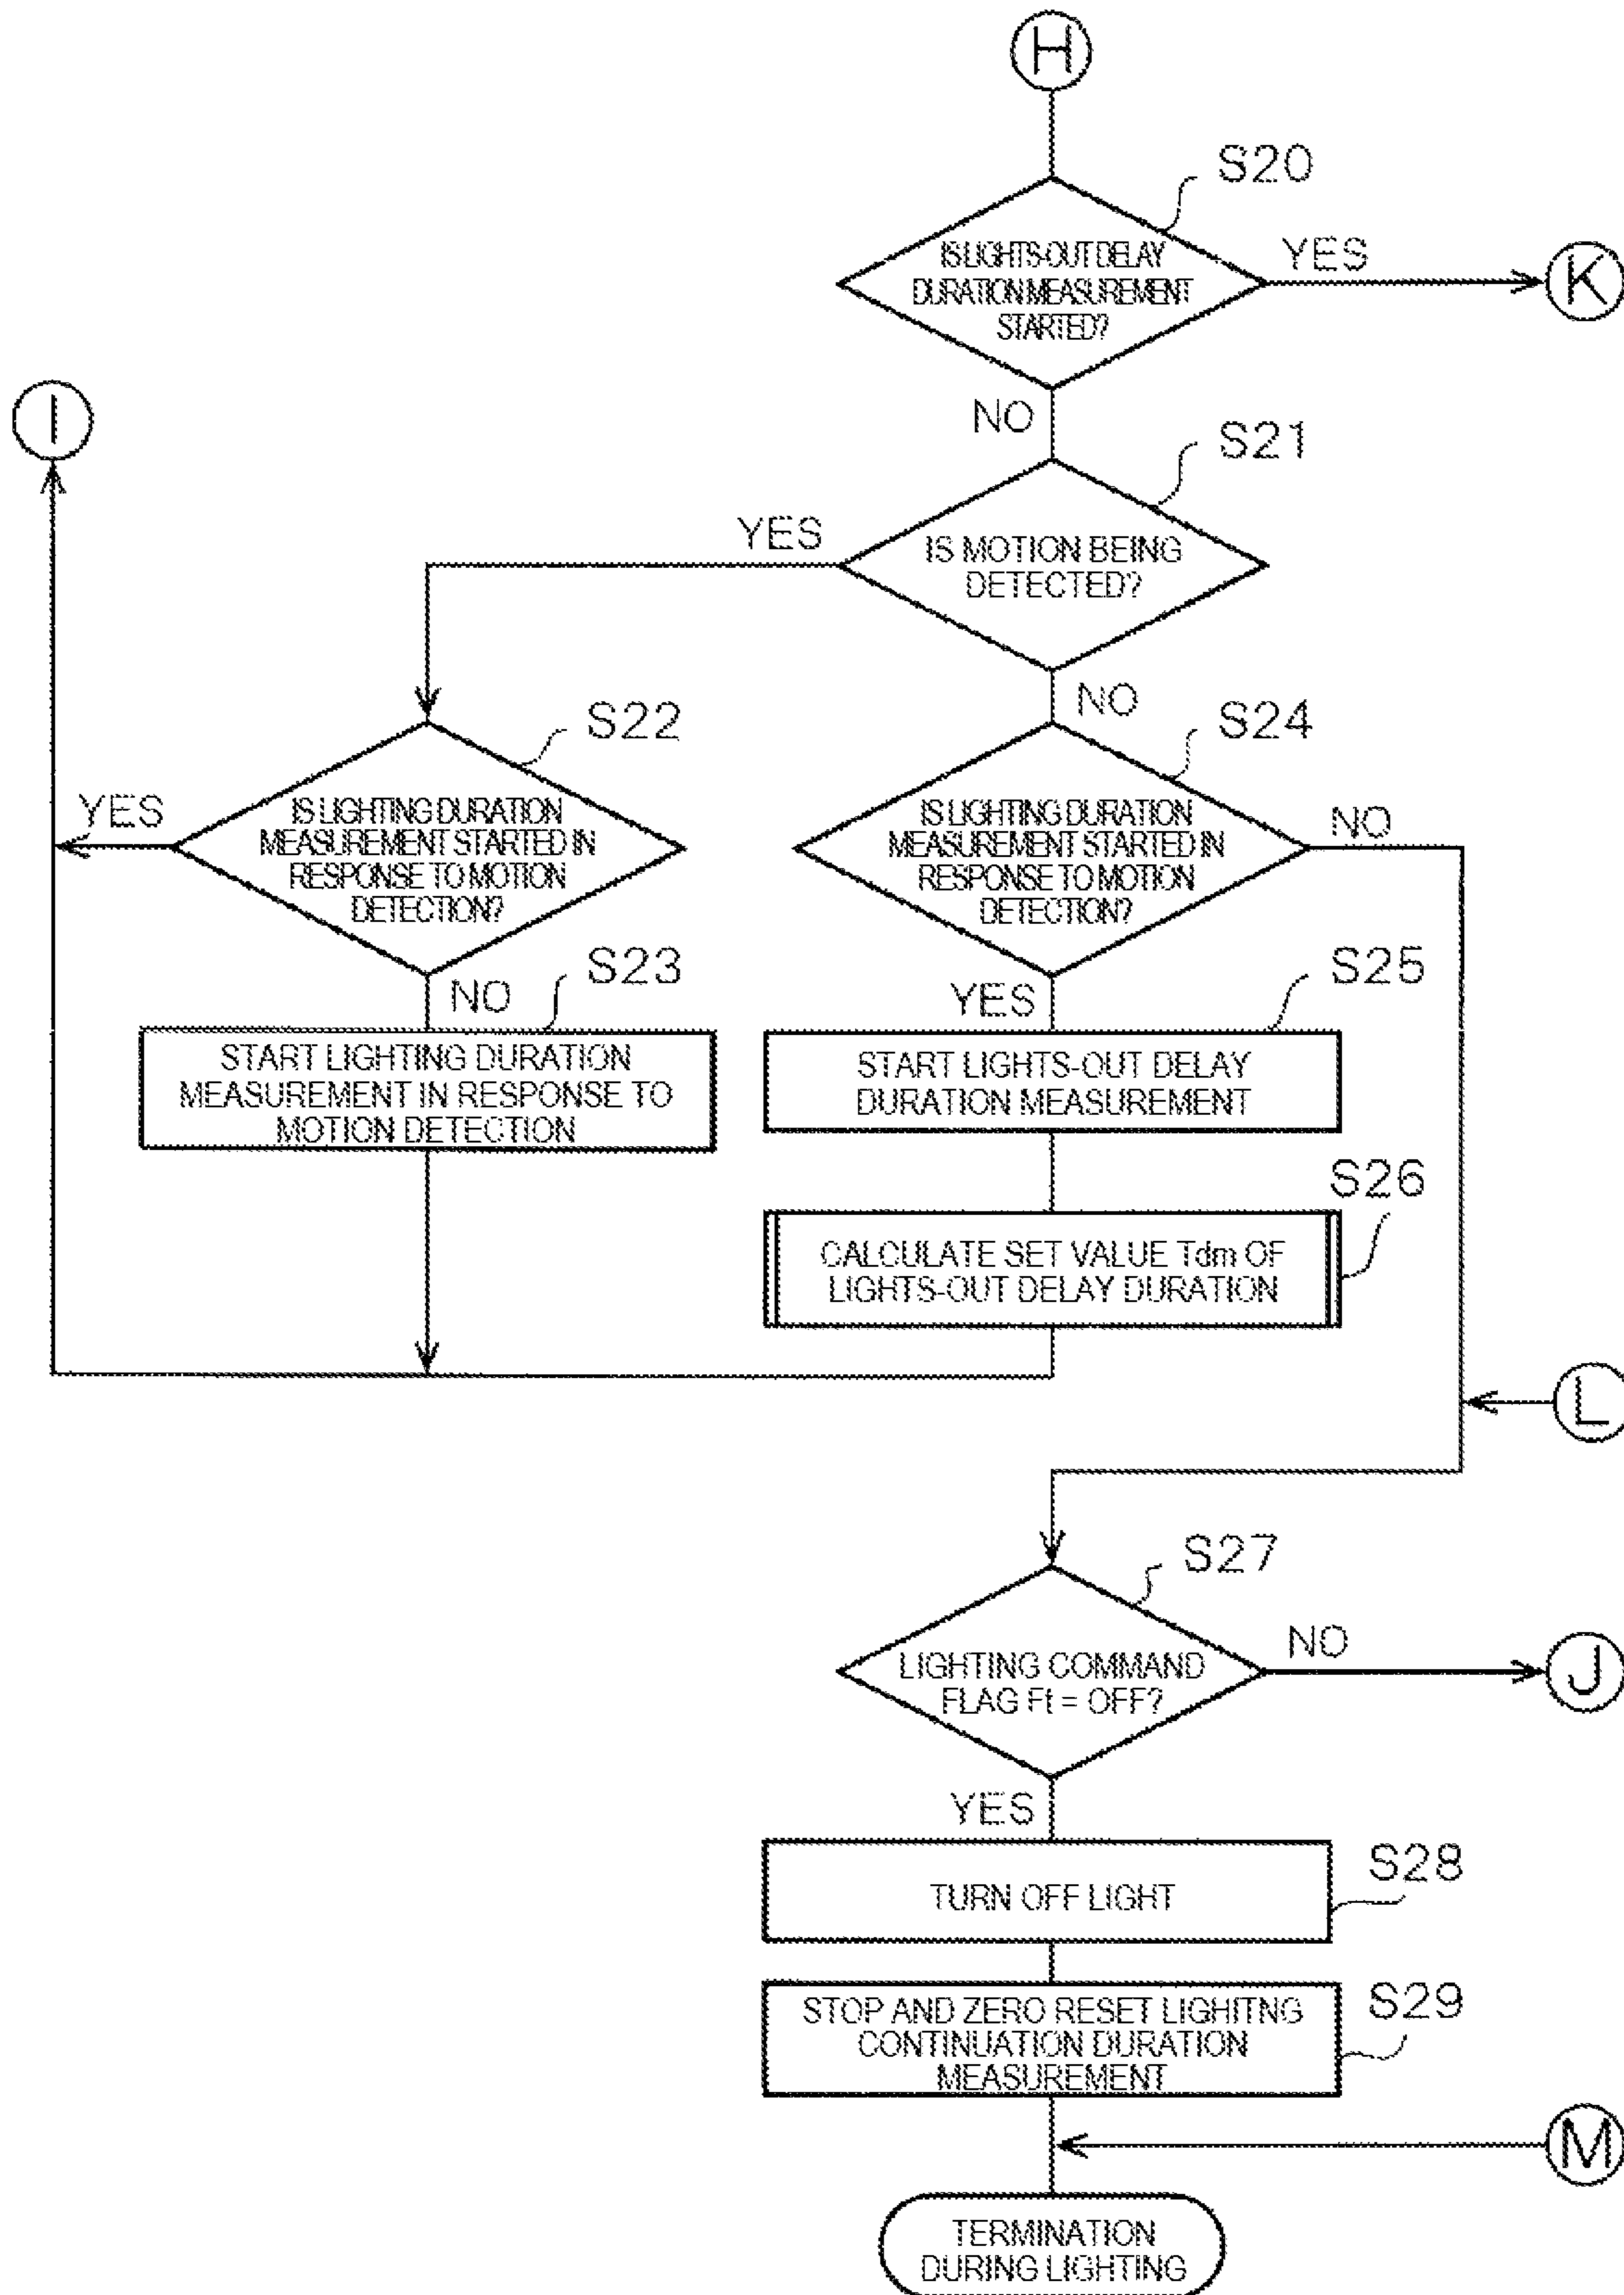 H
S20
IS LIGHTS-OUT DELAY
DURATION MEASUREMENT
STARTED?
YES
K
NO
I
S21
YES
IS MOTION BEING
DETECTED?
NO
S22
S24
YES
IS LIGHTING DURATION
MEASUREMENT STARTED IN
RESPONSE TO MOTION
DETECTION?
IS LIGHTING DURATION
MEASUREMENT STARTED IN
RESPONSE TO MOTION
DETECTION?
NO
S23
NO
S25
YES
START LIGHTING DURATION
MEASUREMENT IN RESPONSE TO
MOTION DETECTION
START LIGHTS-OUT DELAY
DURATION MEASUREMENT
S26
CALCULATE SET VALUE Tdm OF
LIGHTS-OUT DELAY DURATION
L
S27
NO
LIGHTING COMMAND
FLAG Ft = OFF?
J
YES
S28
TURN OFF LIGHT
S29
STOP AND ZERO RESET LIGHITNG
CONTINUATION DURATION
MEASUREMENT
M
TERMINATION
DURING LIGHTING